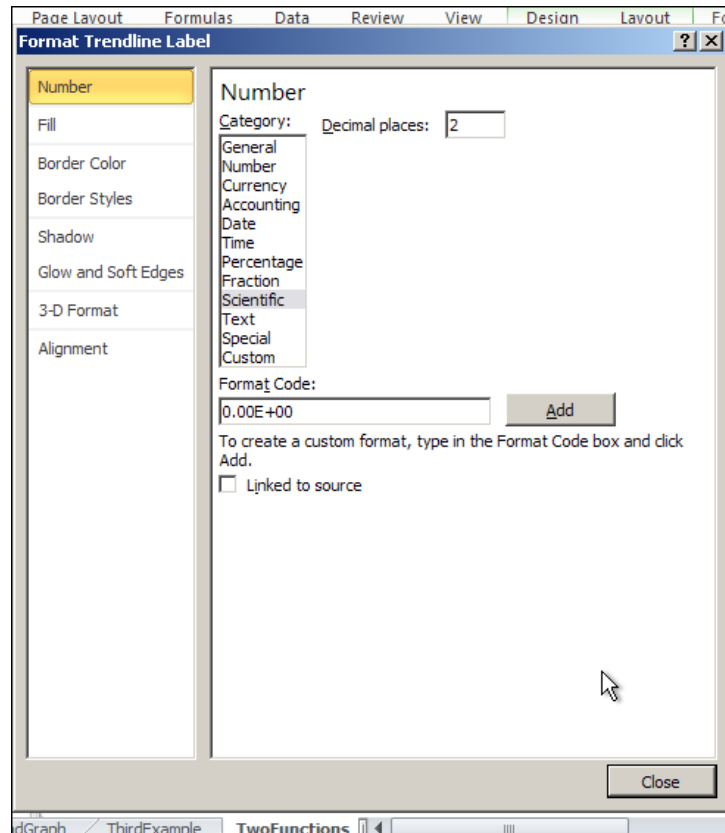 Page Layout Formulas Data Review View Design Layout
Format Trendline Label
Number
Fill
Border Color
Border Styles
Shadow
Glow and Soft Edges
3-D Format
Alignment
Number
Category: Decimal places: 2
General
Number
Currency
Accounting
Date
Time
Percentage
Fraction
Scientific
Text
Special
Custom
Format Code:
0.00E+00 Add
To create a custom format, type in the Format Code box and click
Add.
Linked to source
Close
dGraph ThirdExample TwoFunctions